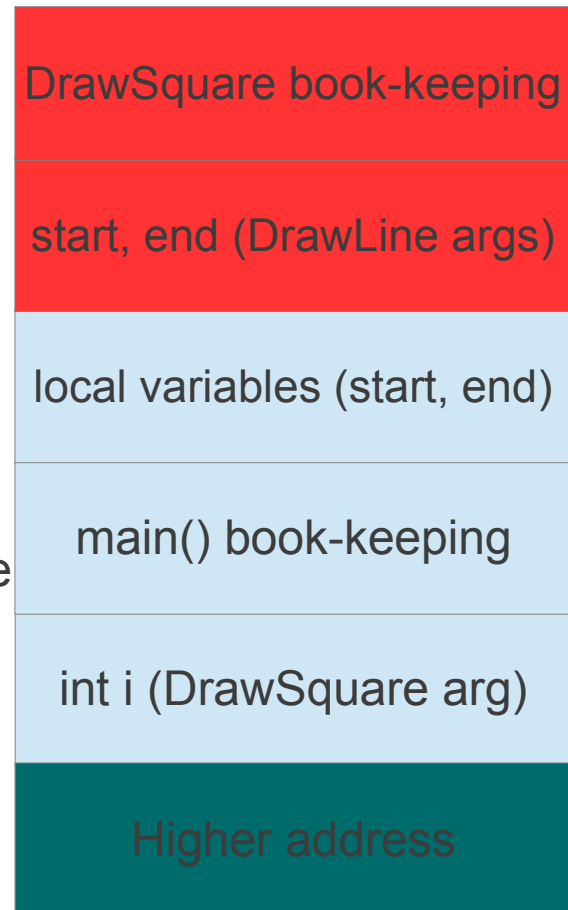 DrawSquare book-keeping
start, end (DrawLine args)
local variables (start, end)
main() book-keeping
e
int i (DrawSquare arg)
Higher address